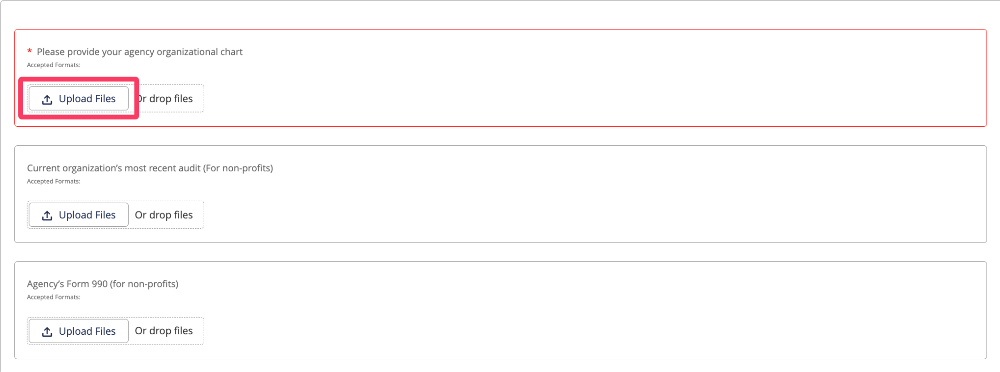 * Please provide your agency organizational chart
Accepted Formats:
Upload Files Or drop files
Current organization’s most recent audit (For non-profits)
Accepted Formats:
Upload Files Or drop files
Agency’s Form 990 (for non-profits)
Accepted Formats:
Upload Files Or drop files